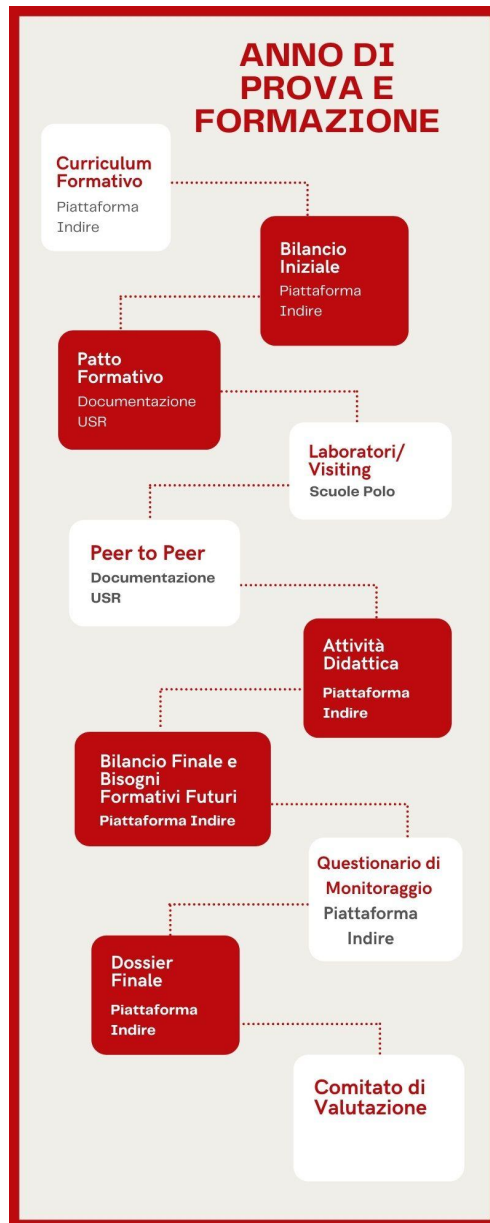 ANNO DI
PROVA E
FORMAZIONE
Curriculum
Formativo
Piattaforma
Indire
Bilancio
Iniziale
Piattaforma
Indire
Patto
Formativo
Documentazione
USR
Laboratori/
Visiting
Scuole Polo
Peer to Peer
Documentazione
USR
Attività
Didattica
Piattaforma
Indire
Bilancio Finale e
Bisogni
Formativi Futuri
Piattaforma Indire
Questionario di
Monitoraggio
Piattaforma
Indire
Dossier
Finale
Piattaforma
Indire
Comitato di
Valutazione